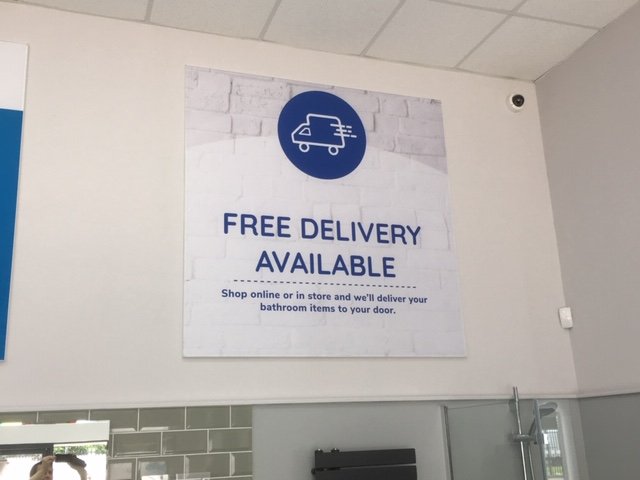 FREE DELIVERY
AVAILABLE
Shop online or in store and we'll deliver your
bathroom items to your door.